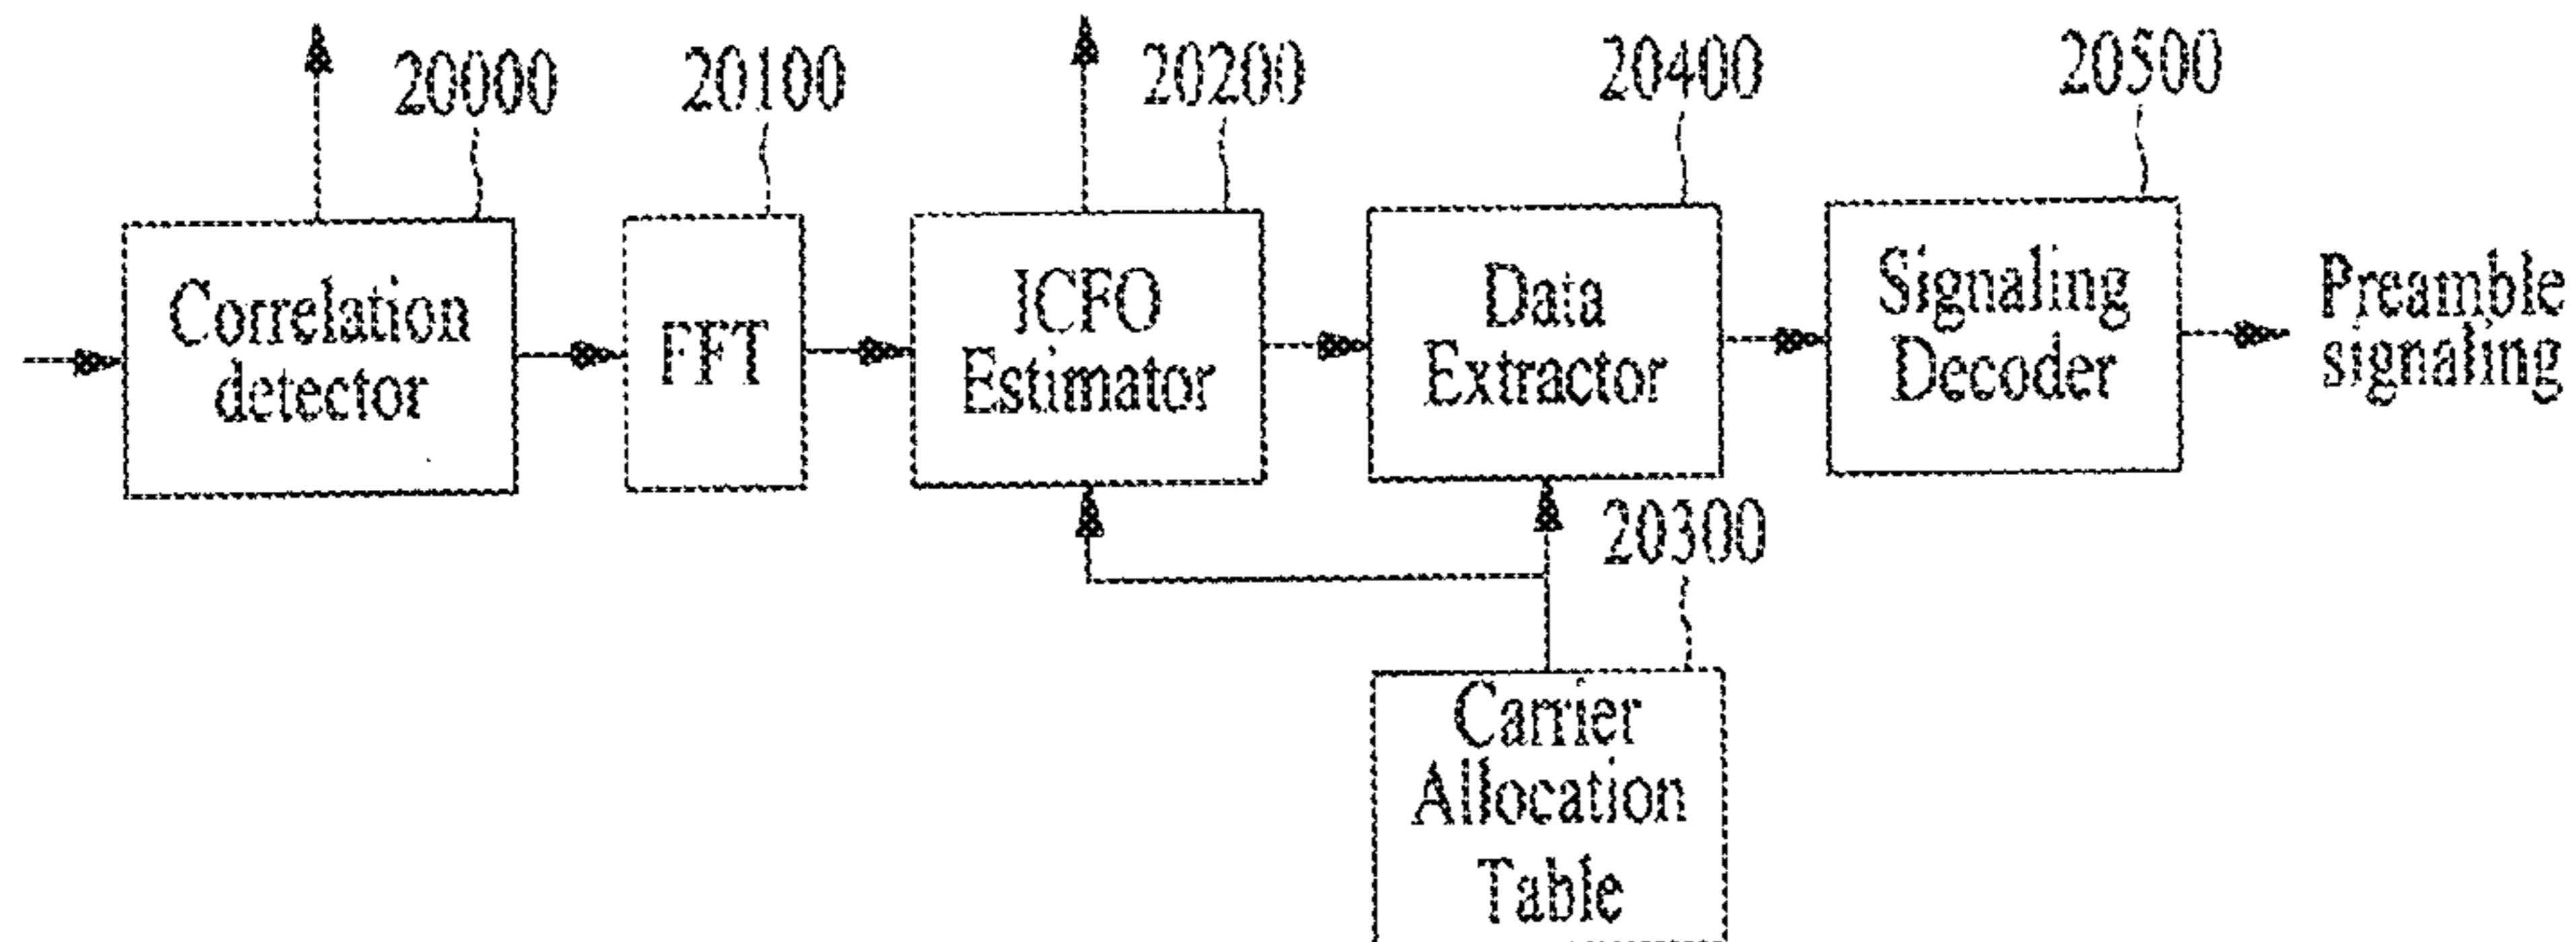 20000
20100
20200
20400
20500
Correlation
detector
FFT
ICFO
Estimator
Data
Extractor
Signaling
Decoder
Preamble
signaling
20300
Carrier
Allocation
Table